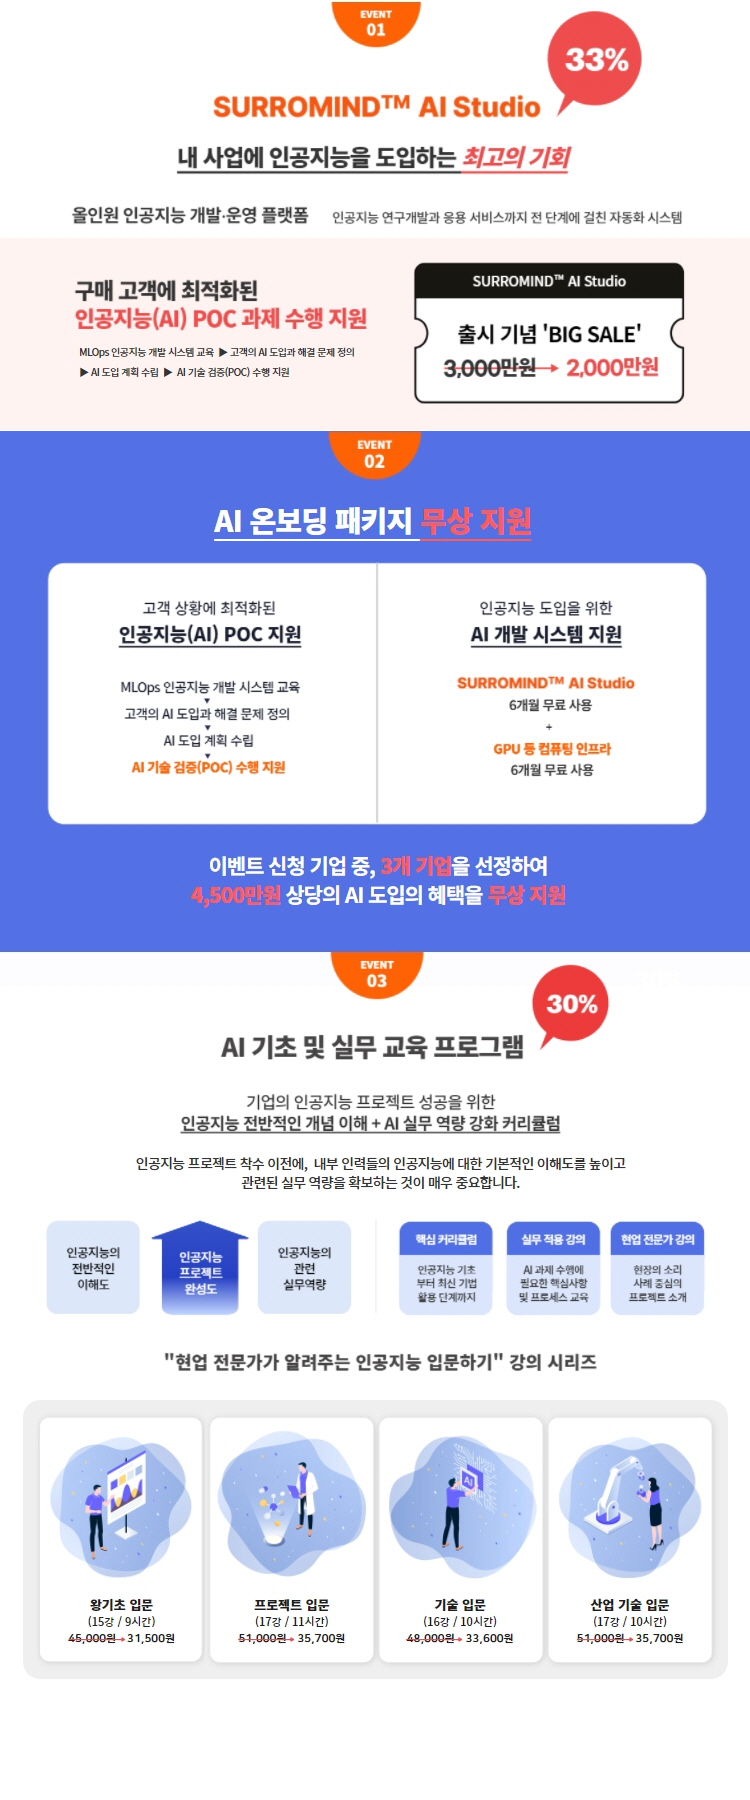 EVENT
01
33%
SURROMIND™ AI Studio
내 사업에 인공지능을 도입하는 최고의 기회
올인원 인공지능 개발·운영 플랫폼 인공지능 연구개발과 응용 서비스까지 전 단계에 걸친 자동화 시스템
구매 고객에 최적화된
인공지능(AI) POC 과제 수행 지원
MLOps 인공지능 개발 시스템 교육 ▶ 고객의 AI 도입과 해결 문제 정의
▶ AI 도입 계획 수립 ▶ AI 기술 검증(POC) 수행 지원
SURROMIND™ AI Studio
출시 기념 'BIG SALE'
3,000만원 → 2,000만원
EVENT
02
AI 온보딩 패키지 무상 지원
고객 상황에 최적화된
인공지능(AI) POC 지원
MLOps 인공지능 개발 시스템 교육
▼
고객의 AI 도입과 해결 문제 정의
▼
AI 도입 계획 수립
▼
AI 기술 검증(POC) 수행 지원
인공지능 도입을 위한
AI 개발 시스템 지원
SURROMIND™ AI Studio
6개월 무료 사용
+
GPU 등 컴퓨팅 인프라
6개월 무료 사용
이벤트 신청 기업 중, 3개 기업을 선정하여
4,500만원 상당의 AI 도입의 혜택을 무상 지원
EVENT
03
30%
AI 기초 및 실무 교육 프로그램
기업의 인공지능 프로젝트 성공을 위한
인공지능 전반적인 개념 이해 + AI 실무 역량 강화 커리큘럼
인공지능 프로젝트 착수 이전에, 내부 인력들의 인공지능에 대한 기본적인 이해도를 높이고
관련된 실무 역량을 확보하는 것이 매우 중요합니다.
인공지능의
전반적인
이해도
인공지능
프로젝트
완성도
인공지능의
관련
실무역량
핵심 커리큘럼
인공지능 기초
부터 최신 기법
활용 단계까지
실무 적용 강의
AI 과제 수행에
필요한 핵심사항
및 프로세스 교육
현업 전문가 강의
현장의 소리
사례 중심의
프로젝트 소개
"현업 전문가가 알려주는 인공지능 입문하기" 강의 시리즈
왕기초 입문
(15강 / 9시간)
45,000원→31,500원
프로젝트 입문
(17강 / 11시간)
51,000원→35,700원
AI
기술 입문
(16강 / 10시간)
48,000원→33,600원
산업 기술 입문
(17강 / 10시간)
51,000원→35,700원